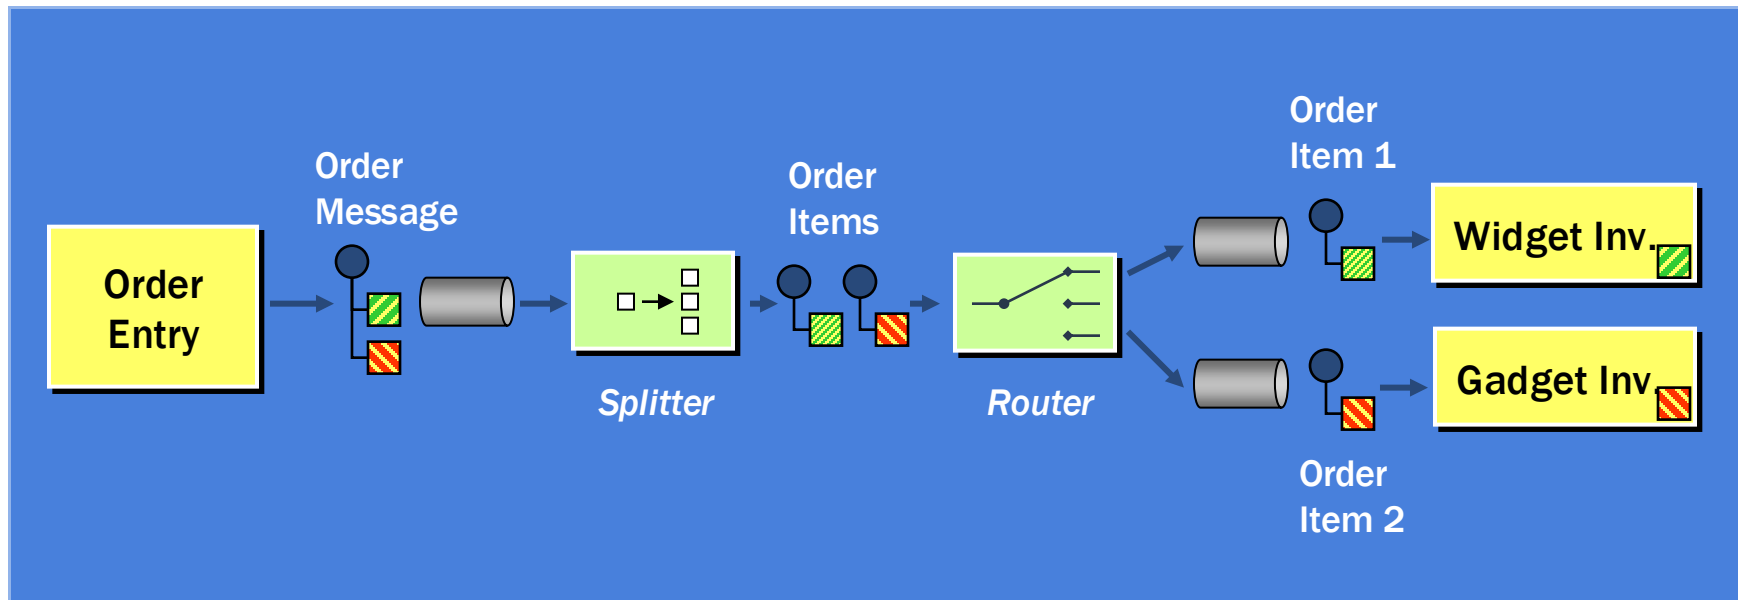 Order
Entry
Order
Message
Splitter
Order
Items
Router
Order
Item 1
Widget Inv.
Gadget Inv.
Order
Item 2